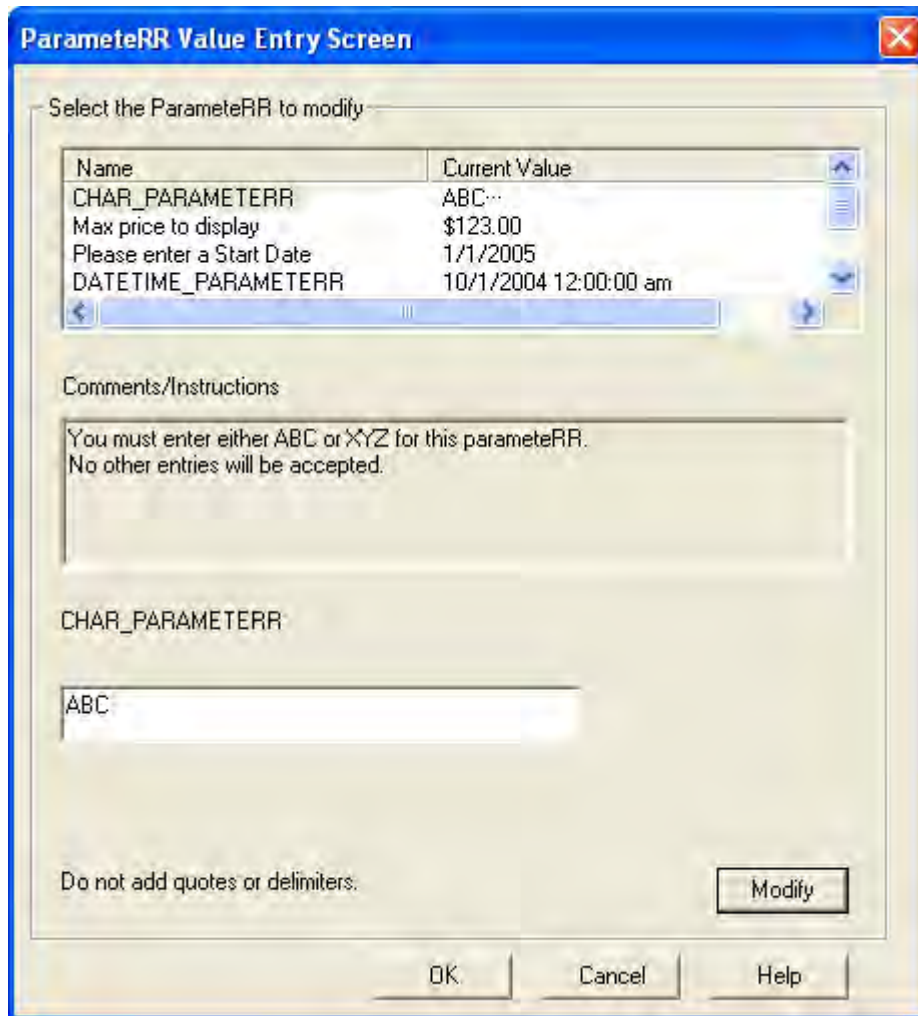 ParameteRR Value Entry Screen
Select the ParameteRR to modify
Name Current Value
CHAR_PARAMETERR ABC...
Max price to display $123.00
Please enter a Start Date 1/1/2005
DATETIME_PARAMETERR 10/1/2004 12:00:00 am
Comments/Instructions
You must enter either ABC or XYZ for this parameteRR.
No other entries will be accepted.
CHAR_PARAMETERR
ABC
Do not add quotes or delimiters.
Modify
OK Cancel Help